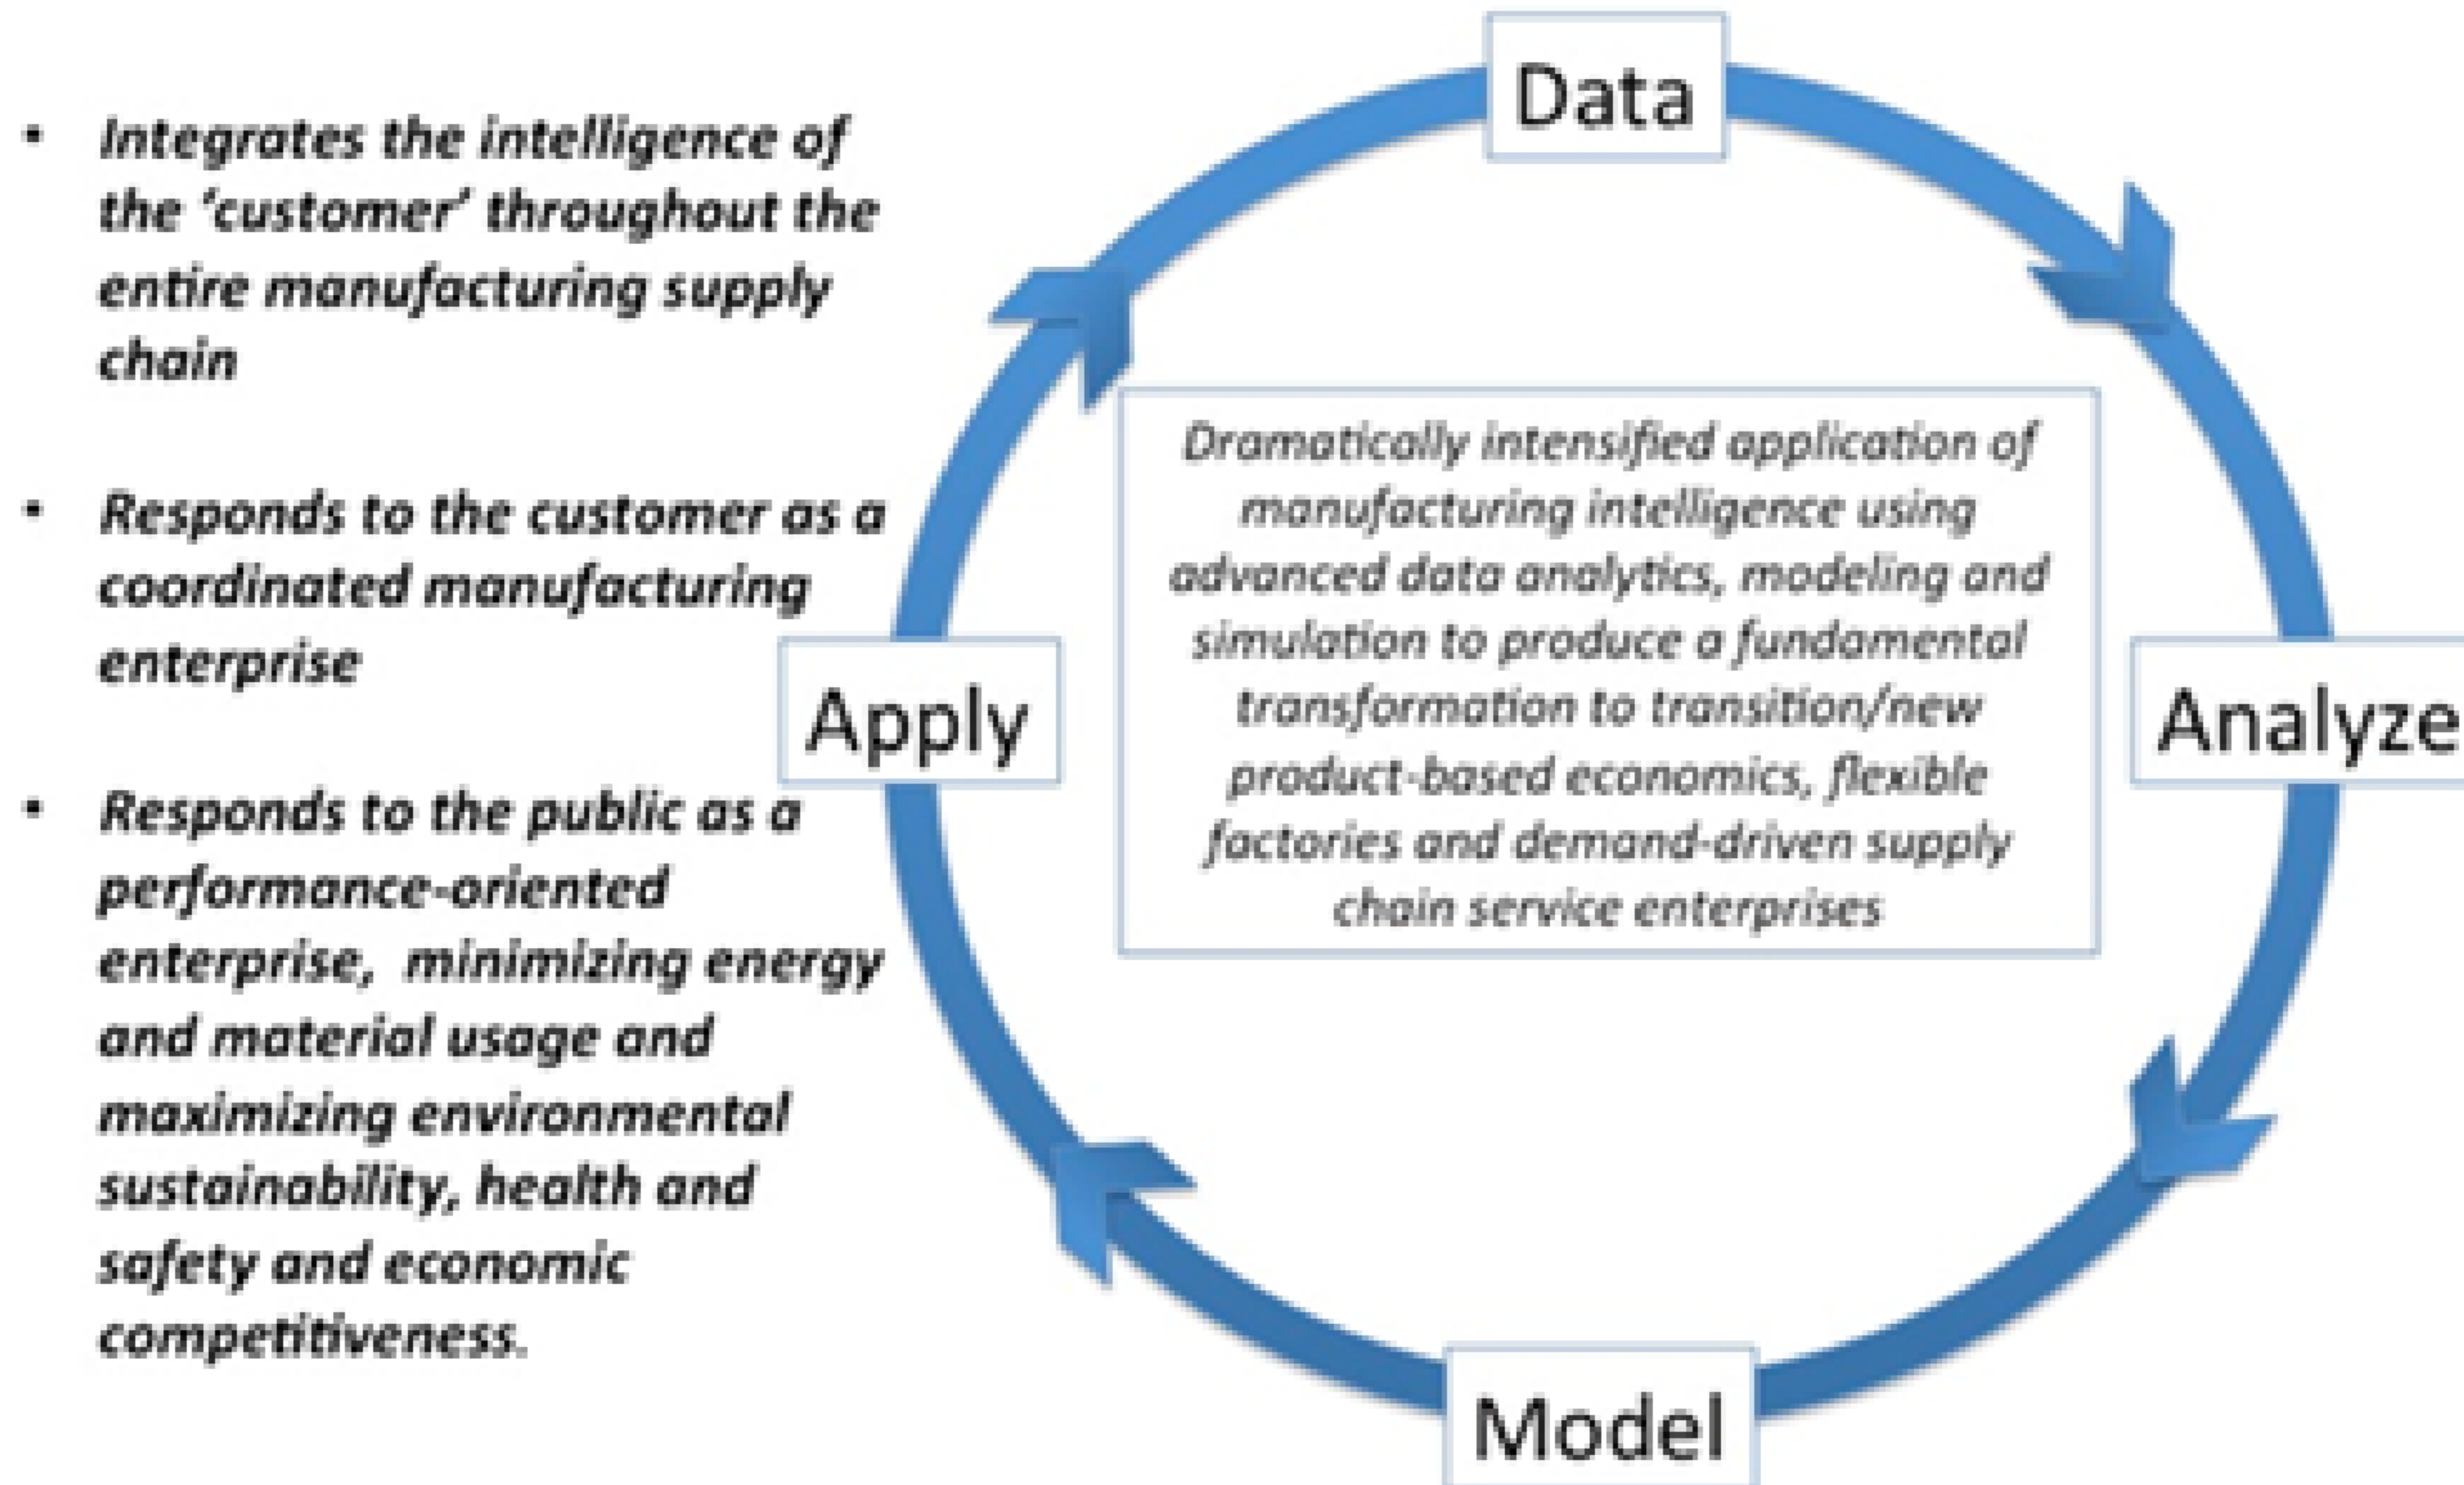 • Integrates the intelligence of
the ‘customer’ throughout the
entire manufacturing supply
chain
• Responds to the customer as a
coordinated manufacturing
enterprise
• Responds to the public as a
performance-oriented
enterprise, minimizing energy
and material usage and
maximizing environmental
sustainability, health and
safety and economic
competitiveness.
Data
Dramatically intensified application of
manufacturing intelligence using
advanced data analytics, modeling and
simulation to produce a fundamental
transformation to transition/new
product-based economics, flexible
factories and demand-driven supply
chain service enterprises
Apply
Analyze
Model